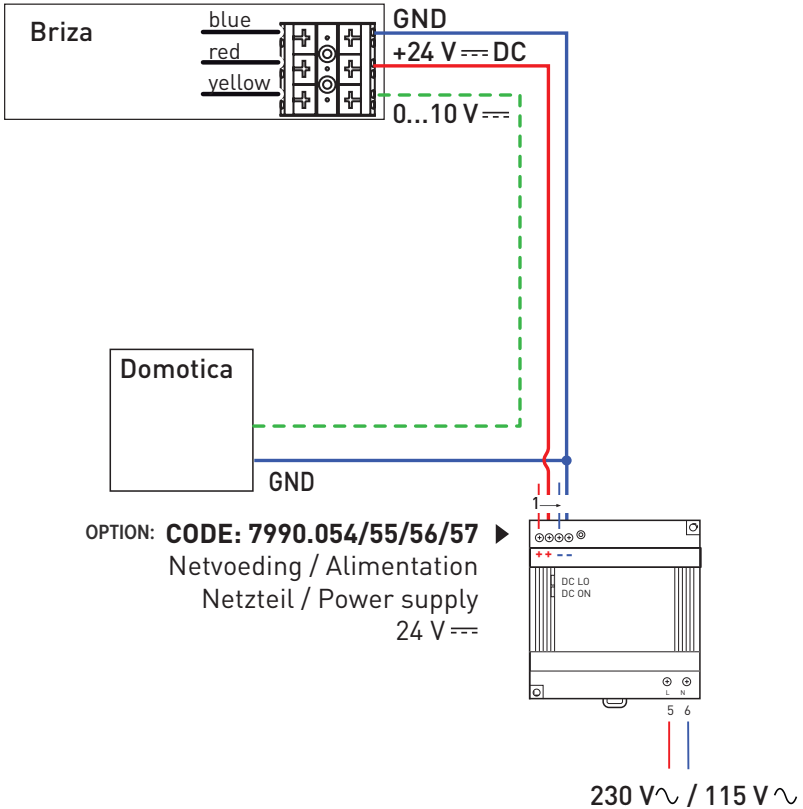 Briza
blue
red
yellow
GND
+24 V ⎓ DC
0...10 V ⎓
Domotica
GND
1
OPTION: CODE: 7990.054/55/56/57 ▶
Netvoeding / Alimentation
Netzteil / Power supply
24 V ⎓
+ + − −
DC LO
DC ON
L N
5 6
230 V∿ / 115 V∿